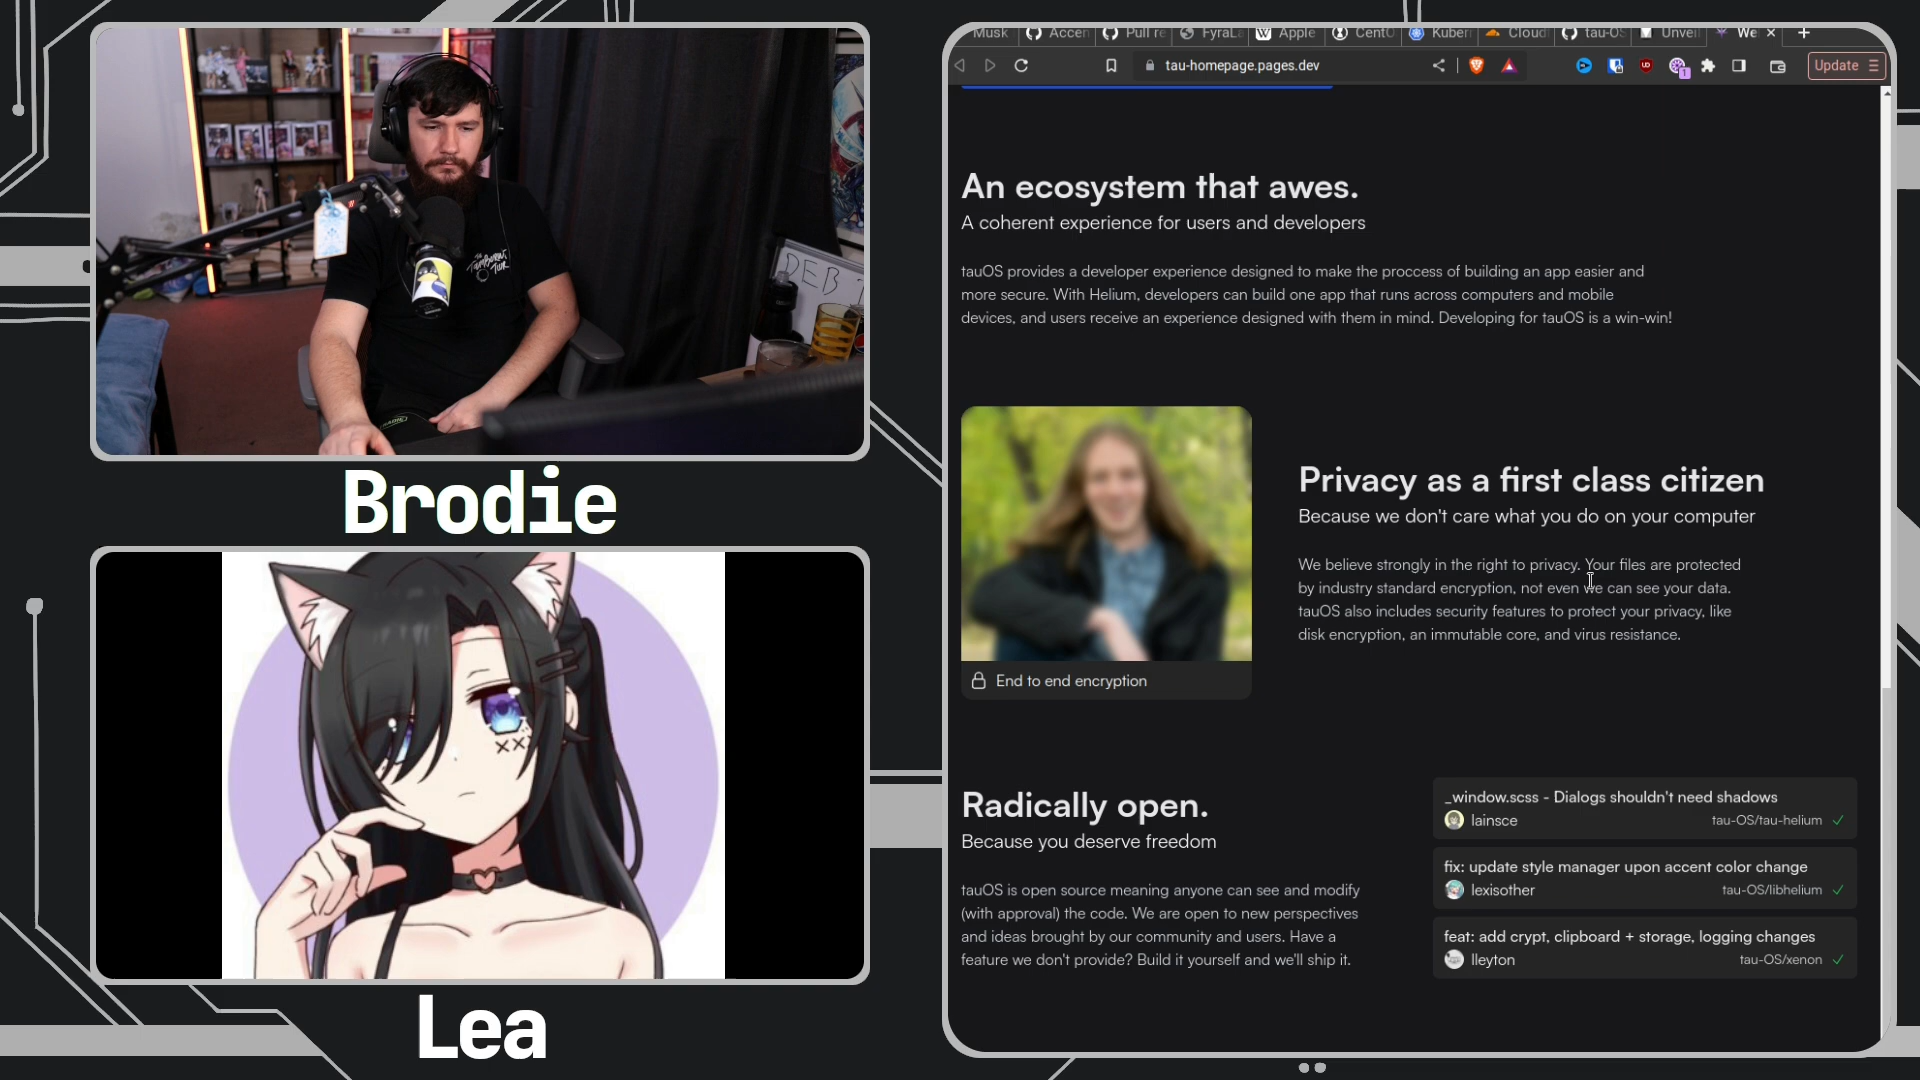 DEB
Brodie
Lea
Musk
Accen
Pull re
FyraLa
Apple
CentO
Kuber
Cloud
tau-OS
Unveil
We
tau-homepage.pages.dev
1
Update
An ecosystem that awes.
A coherent experience for users and developers
tauOS provides a developer experience designed to make the proccess of building an app easier and
more secure. With Helium, developers can build one app that runs across computers and mobile
devices, and users receive an experience designed with them in mind. Developing for tauOS is a win-win!
End to end encryption
Privacy as a first class citizen
Because we don't care what you do on your computer
We believe strongly in the right to privacy. Your files are protected
by industry standard encryption, not even we can see your data.
tauOS also includes security features to protect your privacy, like
disk encryption, an immutable core, and virus resistance.
Radically open.
Because you deserve freedom
tauOS is open source meaning anyone can see and modify
(with approval) the code. We are open to new perspectives
and ideas brought by our community and users. Have a
feature we don't provide? Build it yourself and we'll ship it.
_window.scss - Dialogs shouldn't need shadows
lainsce tau-OS/tau-helium
fix: update style manager upon accent color change
lexisother tau-OS/libhelium
feat: add crypt, clipboard + storage, logging changes
lleyton tau-OS/xenon